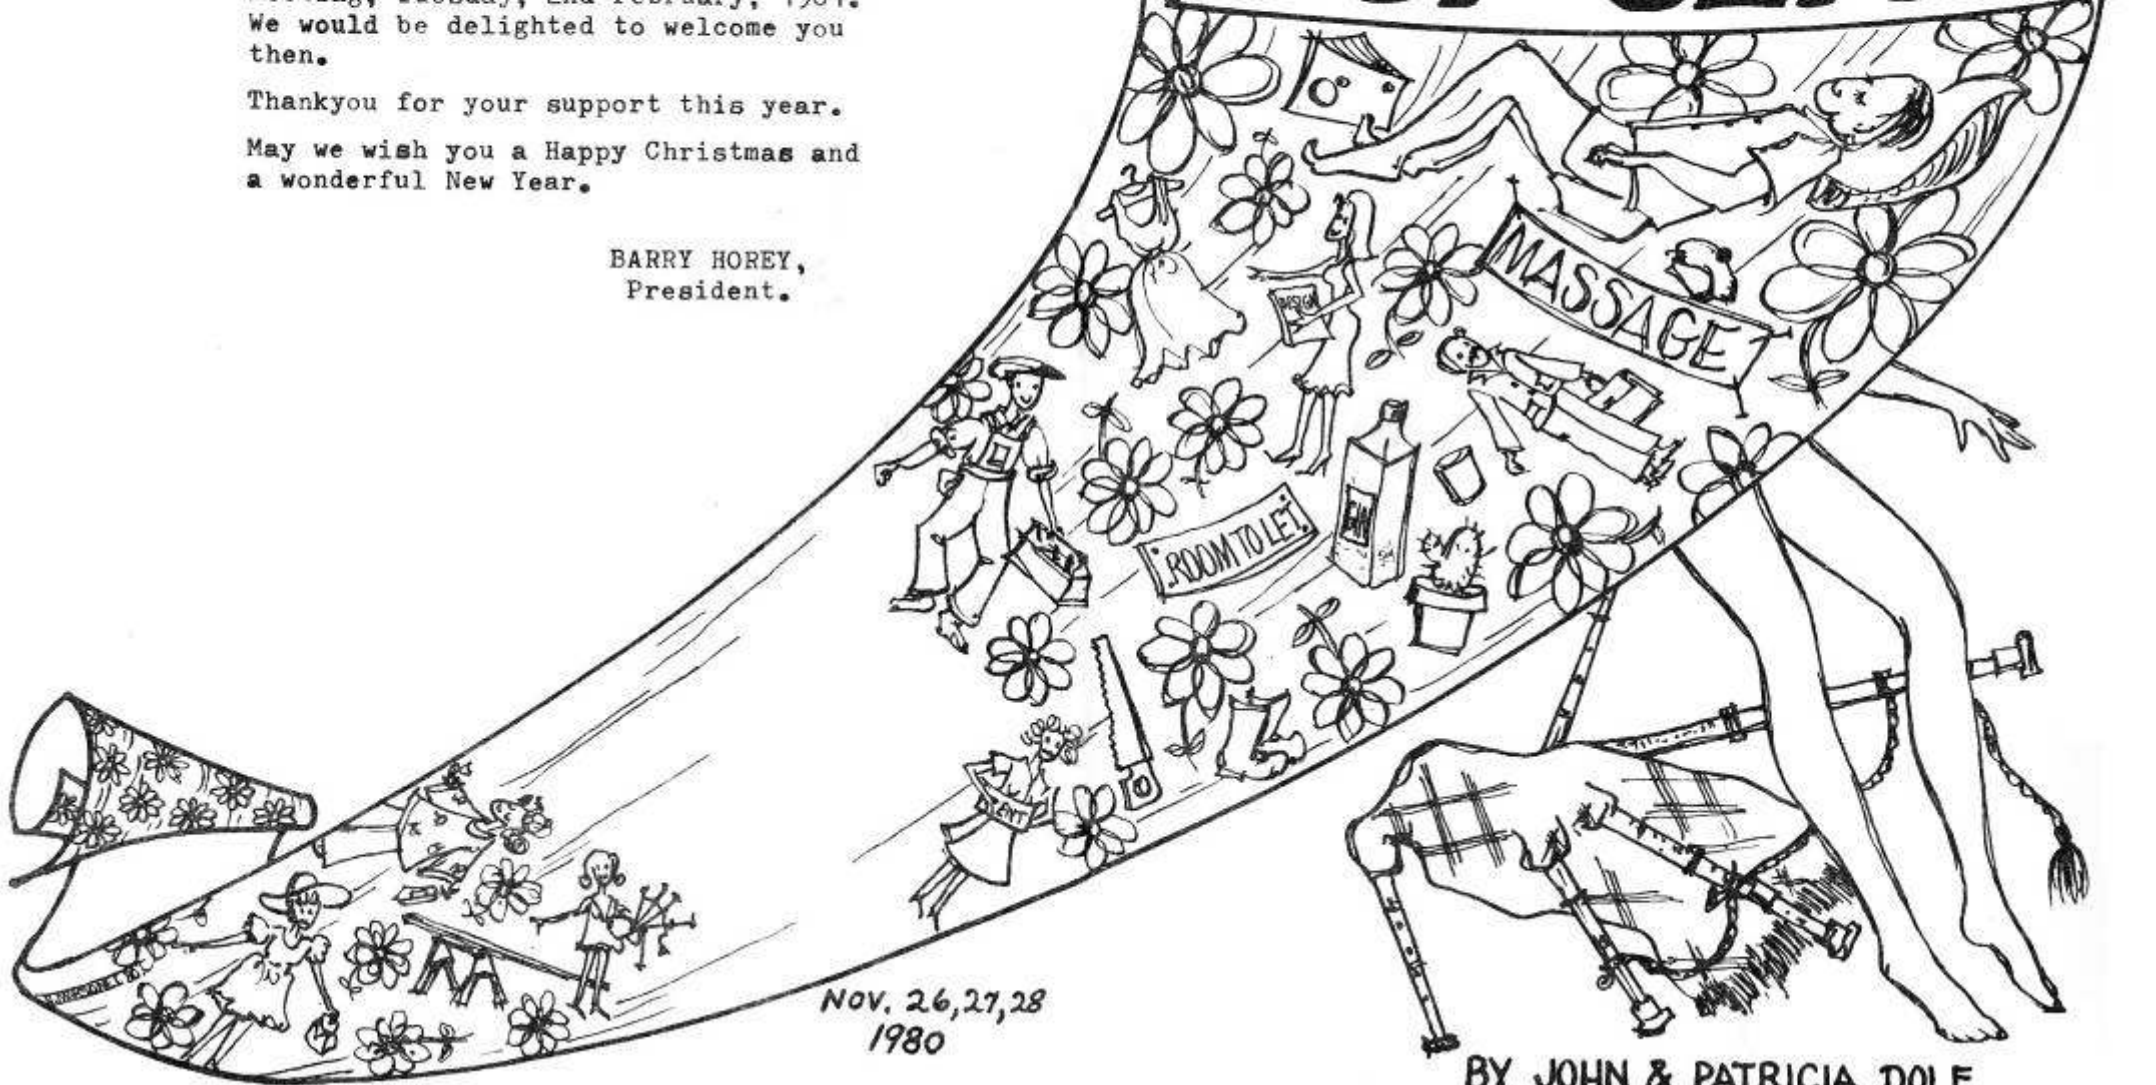 We would be delighted to welcome you
then.
Thankyou for your support this year.
May we wish you a Happy Christmas and
a wonderful New Year.
BARRY HOREY,
President.
MASSAGE
DESIGN
GIN
ROOM TO LET
NOV. 26,27,28
1980
BY JOHN & PATRICIA DOLE